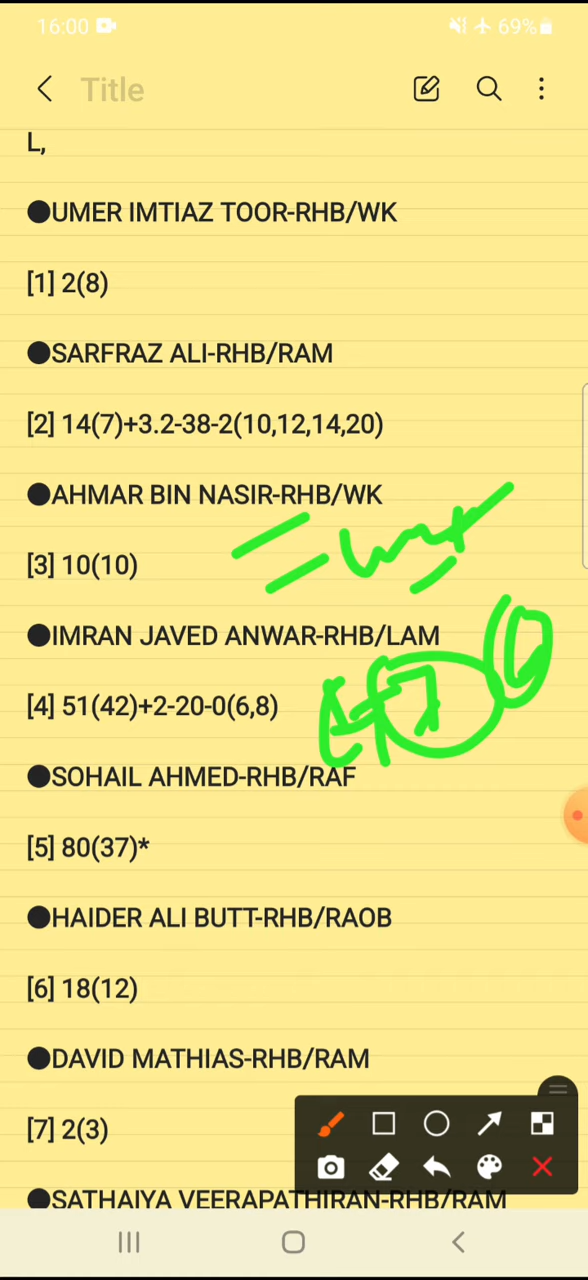 16:00
69%
Title
L,
●UMER IMTIAZ TOOR-RHB/WK
[1] 2(8)
●SARFRAZ ALI-RHB/RAM
[2] 14(7)+3.2-38-2(10,12,14,20)
●AHMAR BIN NASIR-RHB/WK
[3] 10(10)
●IMRAN JAVED ANWAR-RHB/LAM
[4] 51(42)+2-20-0(6,8)
●SOHAIL AHMED-RHB/RAF
[5] 80(37)*
●HAIDER ALI BUTT-RHB/RAOB
[6] 18(12)
●DAVID MATHIAS-RHB/RAM
[7] 2(3)
●SATHAIYA VEERAPATHIRAN-RHB/RAM